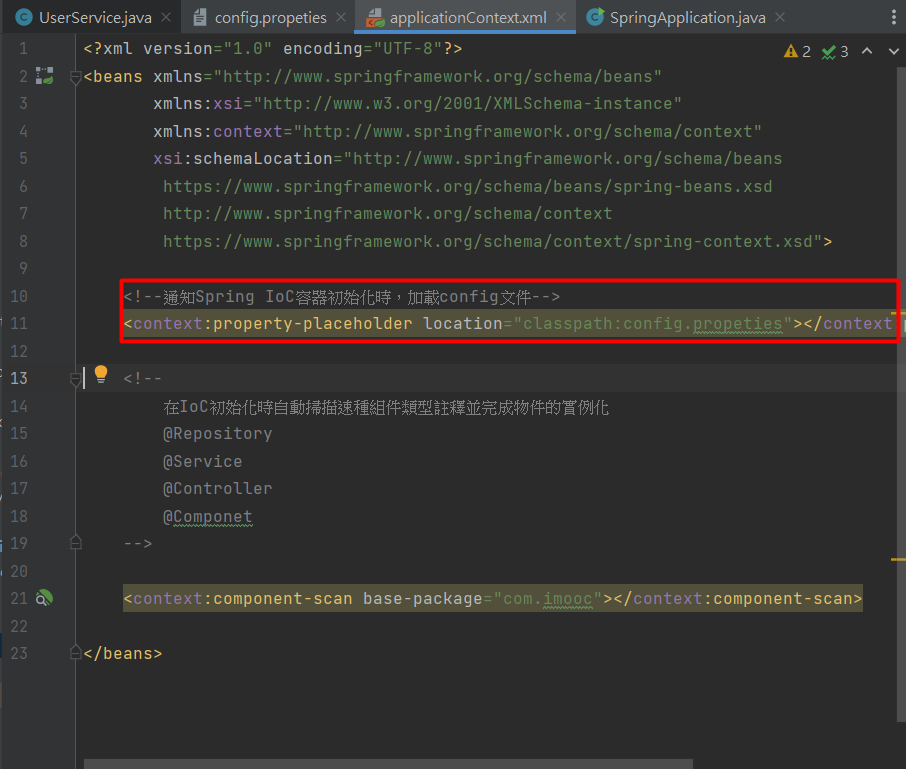 UserService.java config.propeties applicationContext.xml SpringApplication.java
1 <?xml version="1.0" encoding="UTF-8"?> 2 3
2 <beans xmlns="http://www.springframework.org/schema/beans"
3 xmlns:xsi="http://www.w3.org/2001/XMLSchema-instance"
4 xmlns:context="http://www.springframework.org/schema/context"
5 xsi:schemaLocation="http://www.springframework.org/schema/beans
6 https://www.springframework.org/schema/beans/spring-beans.xsd
7 http://www.springframework.org/schema/context
8 https://www.springframework.org/schema/context/spring-context.xsd">
9
10 <!--通知Spring IoC容器初始化時，加載config文件-->
11 <context:property-placeholder location="classpath:config.propeties"></context
12
13 <!--
14 在IoC初始化時自動掃描速種組件類型註釋並完成物件的實例化
15 @Repository
16 @Service
17 @Controller
18 @Componet
19 -->
20
21 <context:component-scan base-package="com.imooc"></context:component-scan>
22
23 </beans>